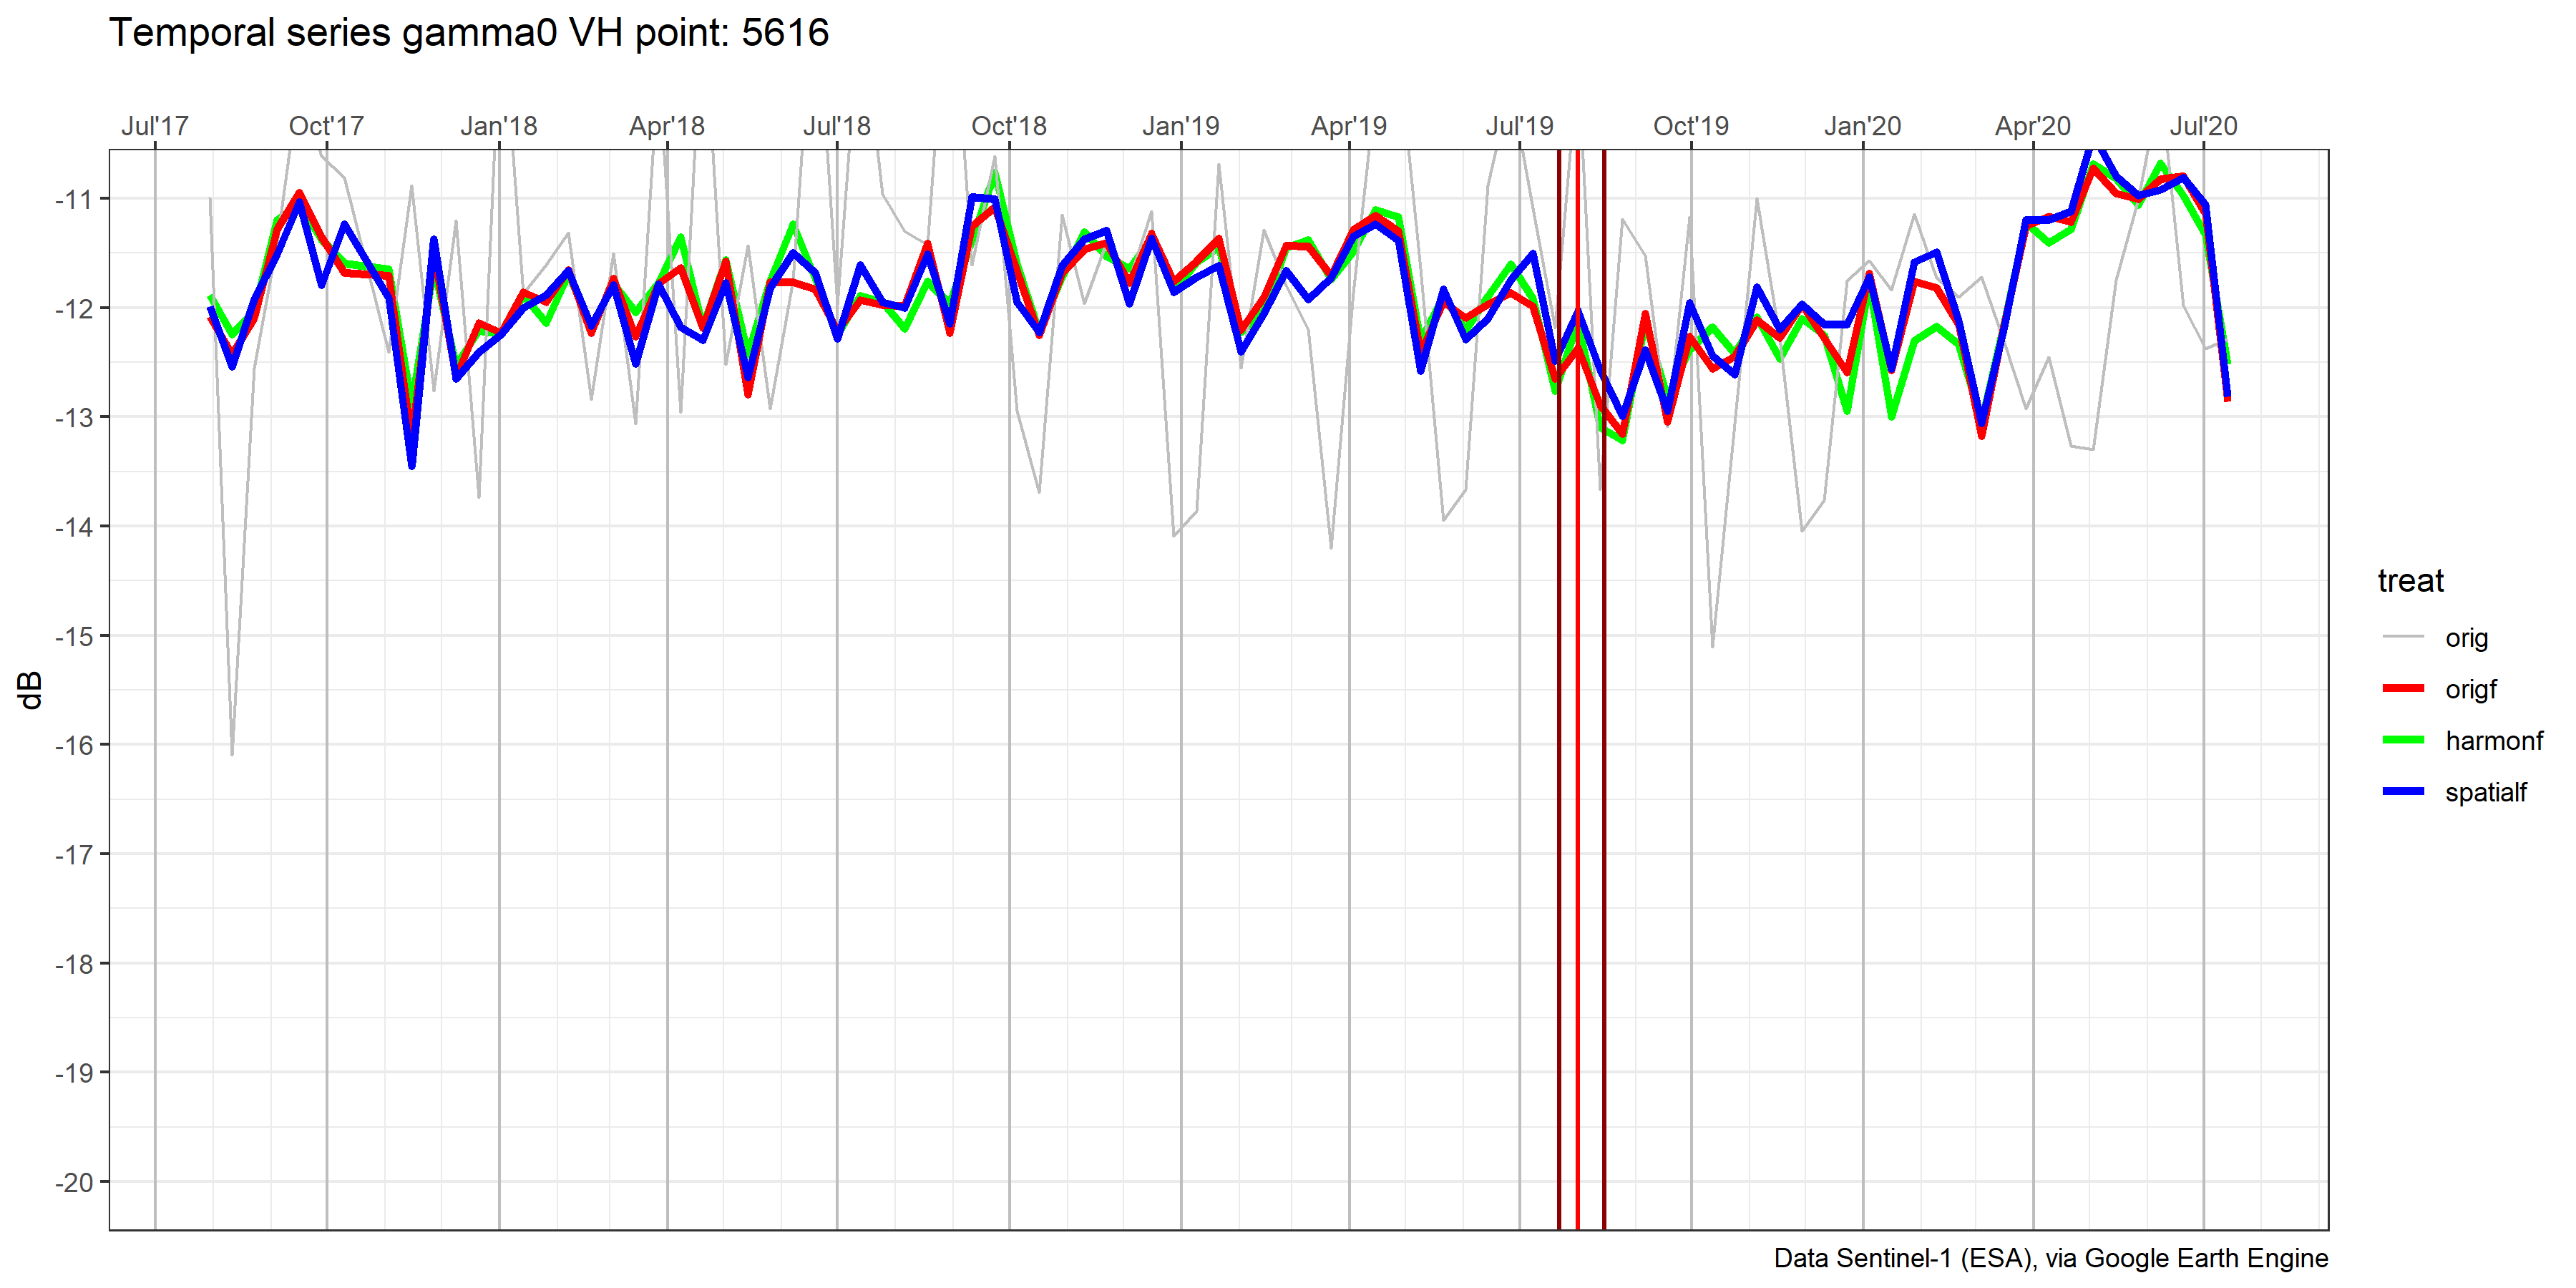 Temporal series gamma0 VH point: 5616
Jul'17 Oct'17 Jan'18 Apr'18 Jul'18 Oct'18 Jan'19 Apr'19 Jul'19 Oct'19 Jan'20 Apr'20 Jul'20
-11
-12
-13
-14
-15
-16
-17
-18
-19
-20
dB
treat
orig
origf
harmonf
spatialf
Data Sentinel-1 (ESA), via Google Earth Engine